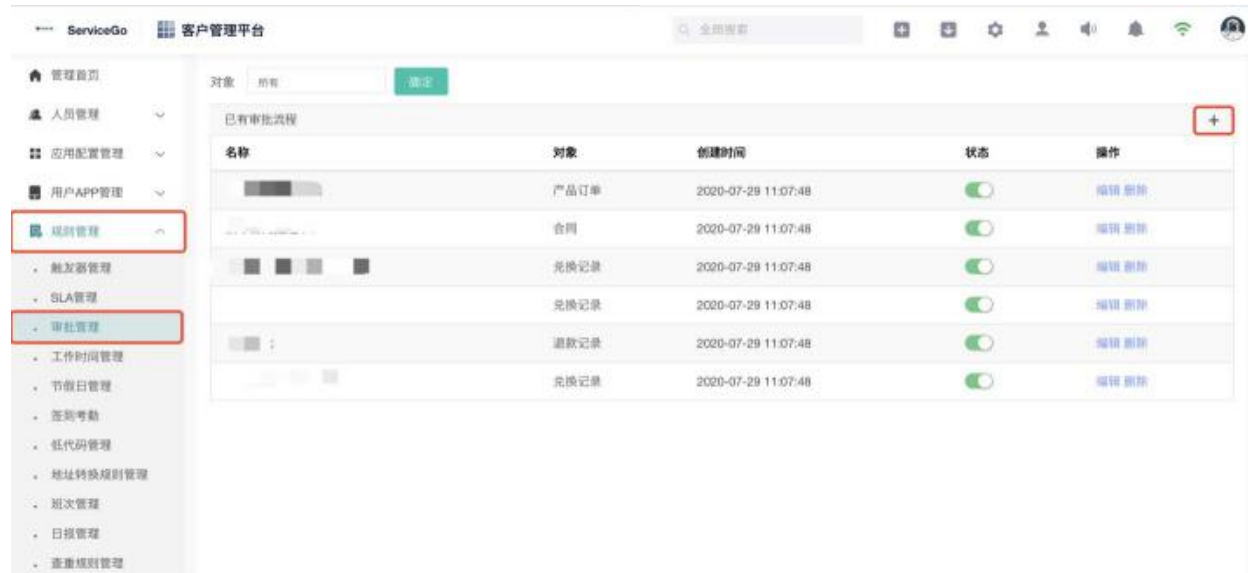 ServiceGo 客户管理平台 全部搜索
管理首页
人员管理
应用配置管理
用户APP管理
规则管理
触发器管理
SLA管理
审批管理
工作时间管理
节假日管理
签到考勤
低代码管理
地址转换规则管理
班次管理
日报管理
查重规则管理
对象 所有 确定
已有审批流程 +
名称 对象 创建时间 状态 操作
产品订单 2020-07-29 11:07:48 编辑 删除
合同 2020-07-29 11:07:48 编辑 删除
兑换记录 2020-07-29 11:07:48 编辑 删除
兑换记录 2020-07-29 11:07:48 编辑 删除
退款记录 2020-07-29 11:07:48 编辑 删除
兑换记录 2020-07-29 11:07:48 编辑 删除